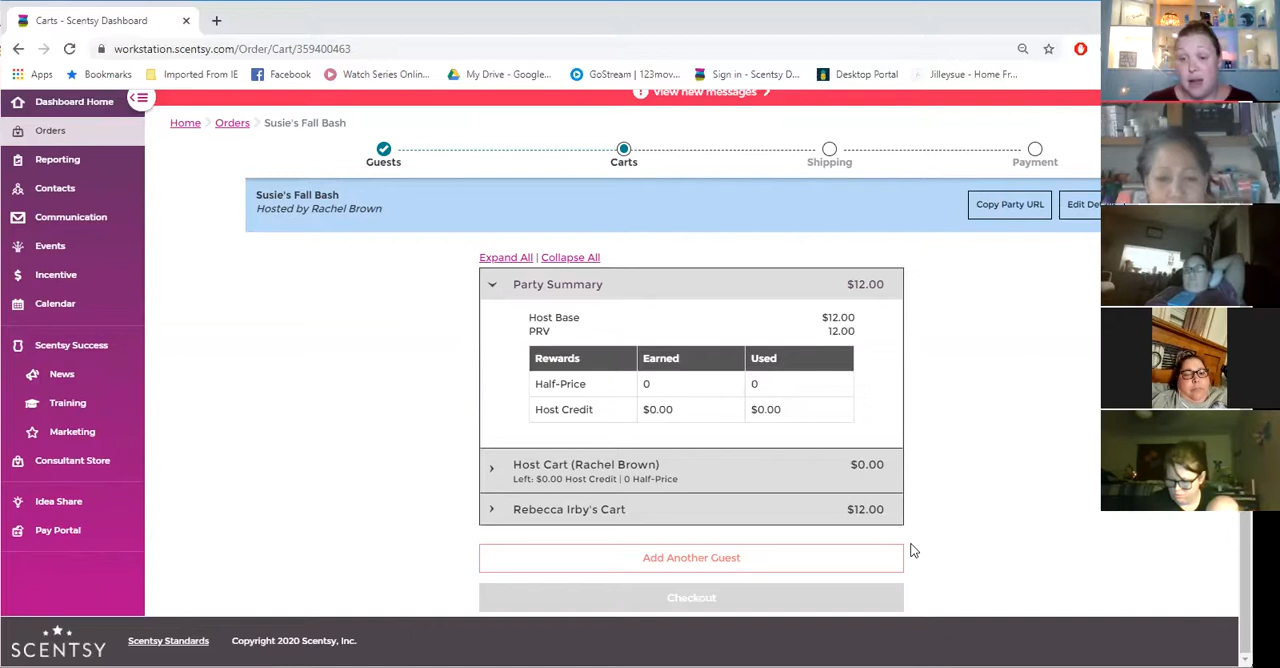 Carts - Scentsy Dashboard
workstation.scentsy.com/Order/Cart/359400463
Apps Bookmarks Imported From IE Facebook Watch Series Onlin... My Drive - Google... GoStream | 123mov... Sign in - Scentsy D... Desktop Portal Jilleysue - Home Fr...
Dashboard Home
Orders
Reporting
Contacts
Communication
Events
Incentive
Calendar
Scentsy Success
News
Training
Marketing
Consultant Store
Idea Share
Pay Portal
View new messages
Home Orders Susie's Fall Bash
Guests Carts Shipping Payment
Susie's Fall Bash
Hosted by Rachel Brown
Copy Party URL Edit De
Expand All | Collapse All
Party Summary $12.00
Host Base $12.00
PRV 12.00
Rewards Earned Used
Half-Price 0 0
Host Credit $0.00 $0.00
Host Cart (Rachel Brown) $0.00
Left: $0.00 Host Credit | 0 Half-Price
Rebecca Irby's Cart $12.00
Add Another Guest
Checkout
SCENTSY Scentsy Standards Copyright 2020 Scentsy, Inc.